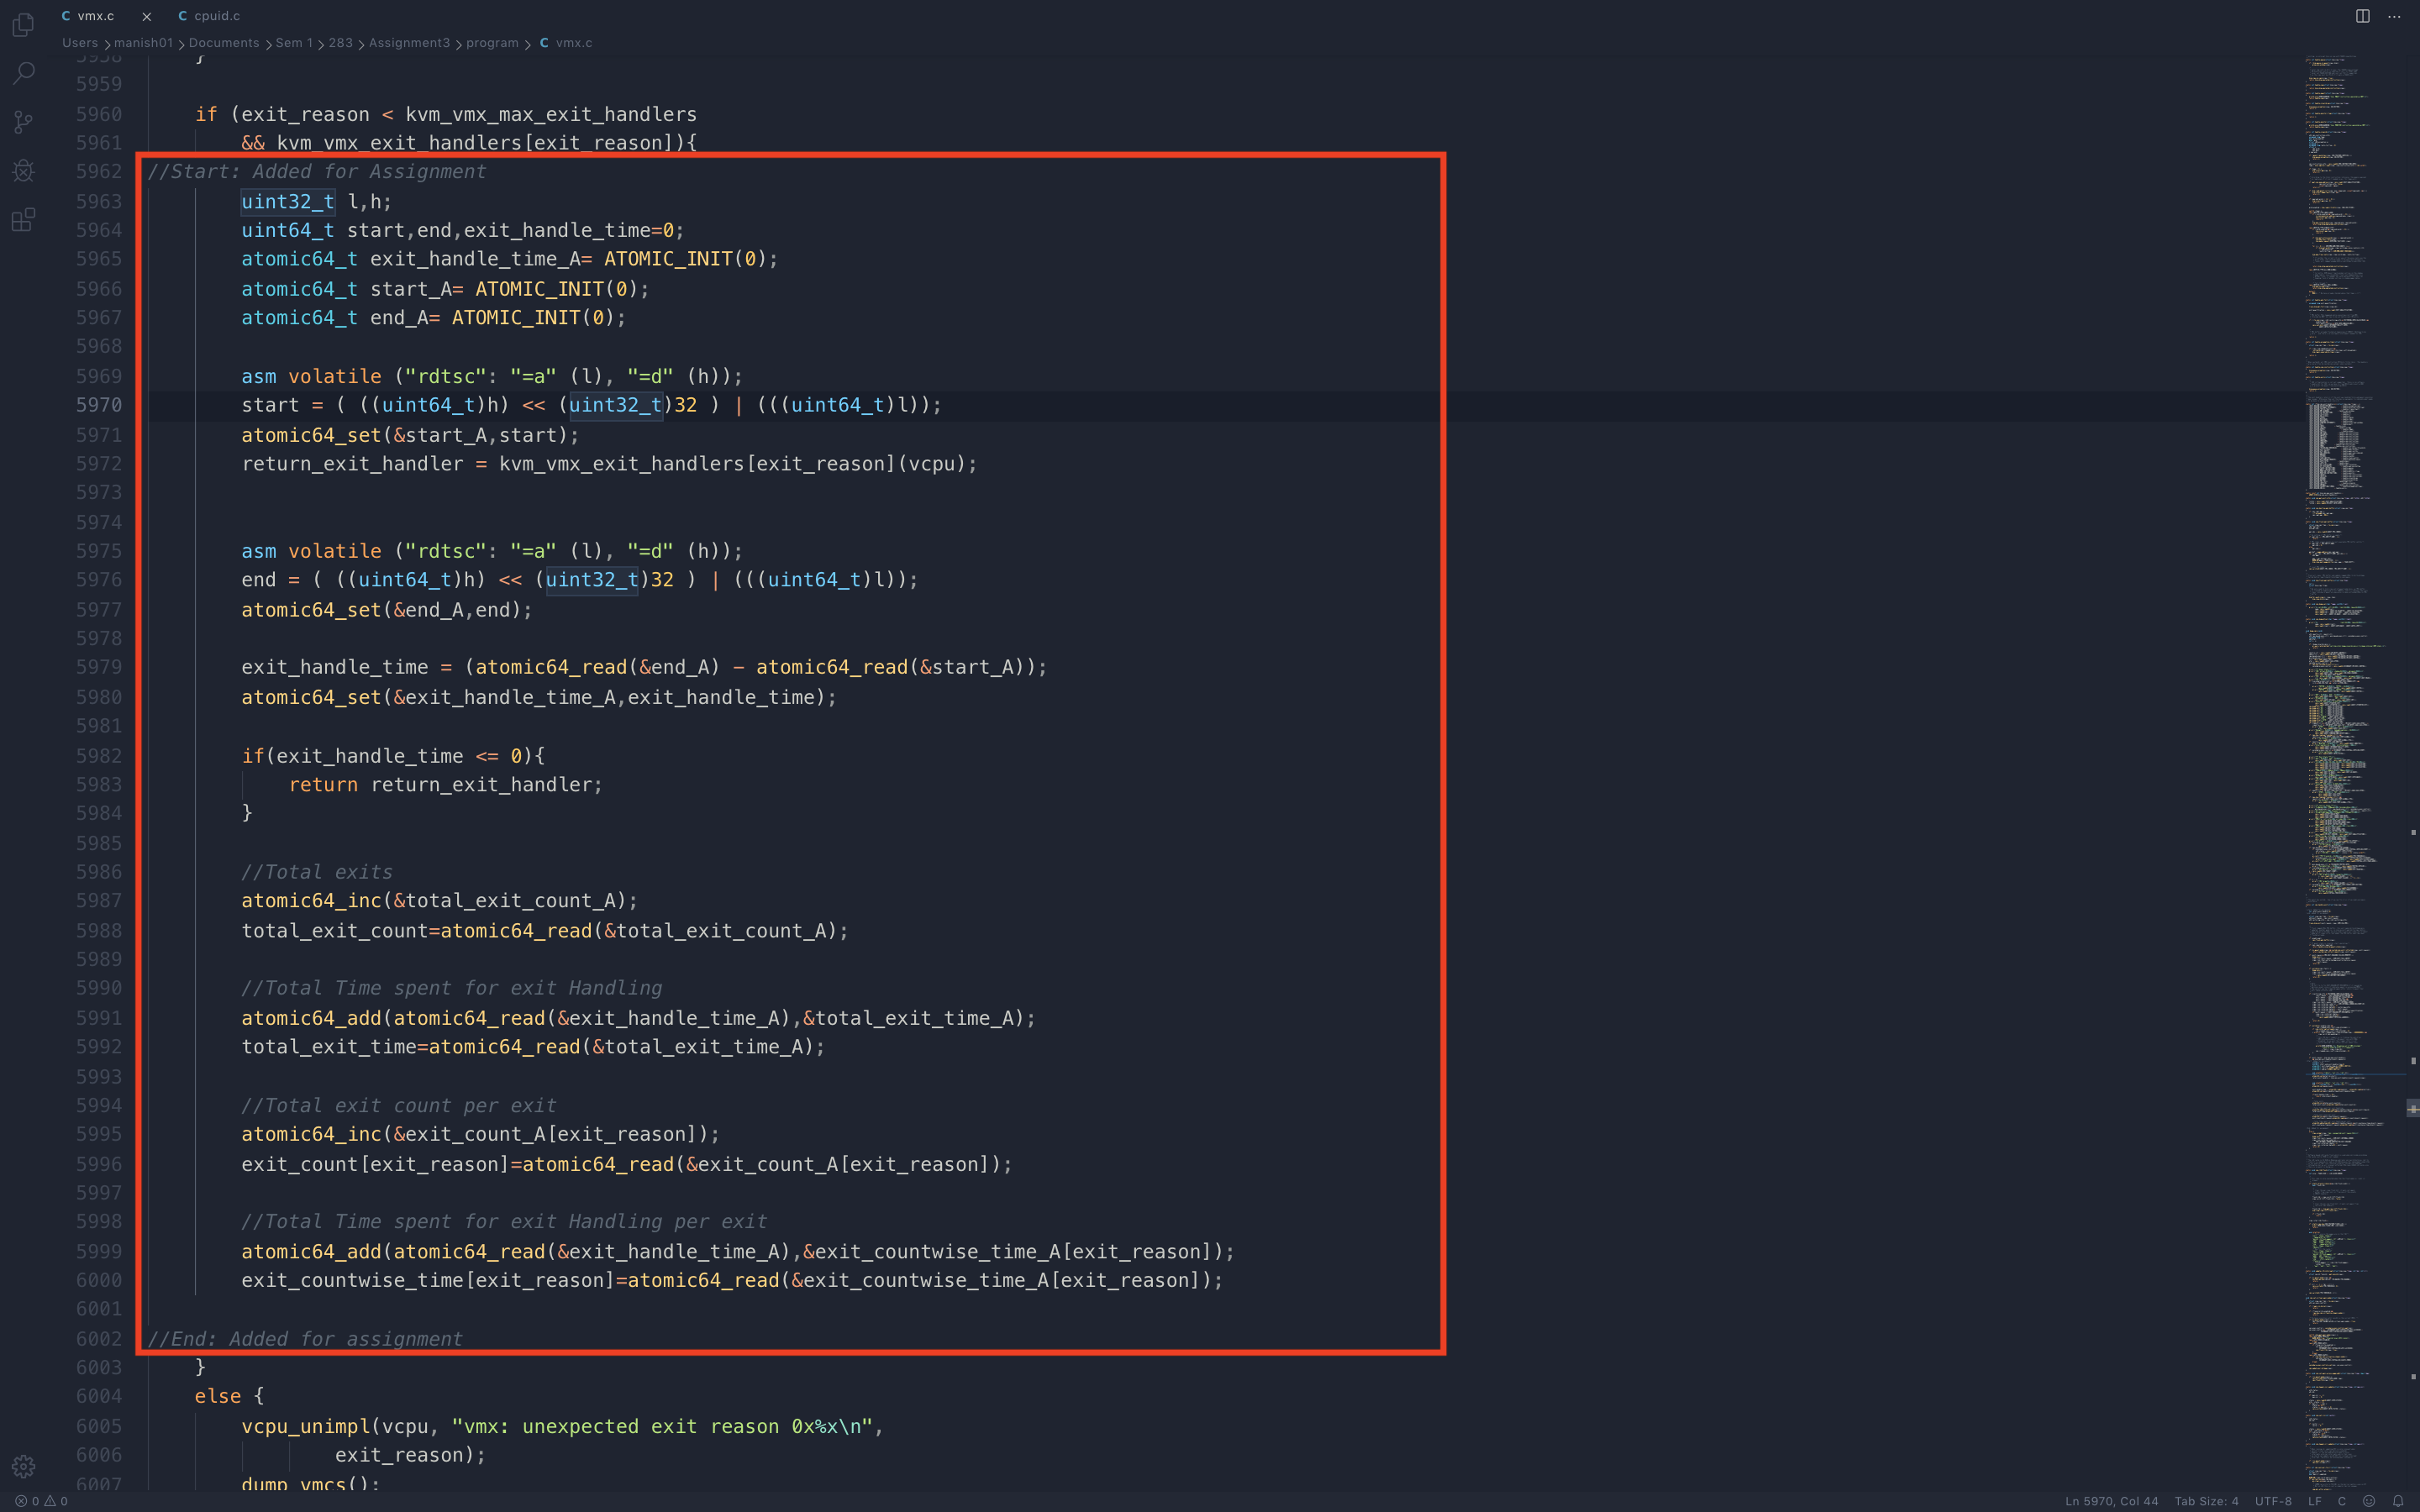 C vmx.c × C cpuid.c
Users > manish01 > Documents > Sem 1 > 283 > Assignment3 > program > C vmx.c
5958 }
5959
5960 if (exit_reason < kvm_vmx_max_exit_handlers
5961 && kvm_vmx_exit_handlers[exit_reason]){
5962 //Start: Added for Assignment
5963 uint32_t l,h;
5964 uint64_t start,end,exit_handle_time=0;
5965 atomic64_t exit_handle_time_A= ATOMIC_INIT(0);
5966 atomic64_t start_A= ATOMIC_INIT(0);
5967 atomic64_t end_A= ATOMIC_INIT(0);
5968
5969 asm volatile ("rdtsc": "=a" (l), "=d" (h));
5970 start = ( ((uint64_t)h) << (uint32_t)32 ) | (((uint64_t)l));
5971 atomic64_set(&start_A,start);
5972 return_exit_handler = kvm_vmx_exit_handlers[exit_reason](vcpu);
5973
5974
5975 asm volatile ("rdtsc": "=a" (l), "=d" (h));
5976 end = ( ((uint64_t)h) << (uint32_t)32 ) | (((uint64_t)l));
5977 atomic64_set(&end_A,end);
5978
5979 exit_handle_time = (atomic64_read(&end_A) - atomic64_read(&start_A));
5980 atomic64_set(&exit_handle_time_A,exit_handle_time);
5981
5982 if(exit_handle_time <= 0){
5983 return return_exit_handler;
5984 }
5985
5986 //Total exits
5987 atomic64_inc(&total_exit_count_A);
5988 total_exit_count=atomic64_read(&total_exit_count_A);
5989
5990 //Total Time spent for exit Handling
5991 atomic64_add(atomic64_read(&exit_handle_time_A),&total_exit_time_A);
5992 total_exit_time=atomic64_read(&total_exit_time_A);
5993
5994 //Total exit count per exit
5995 atomic64_inc(&exit_count_A[exit_reason]);
5996 exit_count[exit_reason]=atomic64_read(&exit_count_A[exit_reason]);
5997
5998 //Total Time spent for exit Handling per exit
5999 atomic64_add(atomic64_read(&exit_handle_time_A),&exit_countwise_time_A[exit_reason]);
6000 exit_countwise_time[exit_reason]=atomic64_read(&exit_countwise_time_A[exit_reason]);
6001
6002 //End: Added for assignment
6003 }
6004 else {
6005 vcpu_unimpl(vcpu, "vmx: unexpected exit reason 0x%x\n",
6006 exit_reason);
6007 dump_vmcs();
0 0 Ln 5970, Col 44 Tab Size: 4 UTF-8 LF C